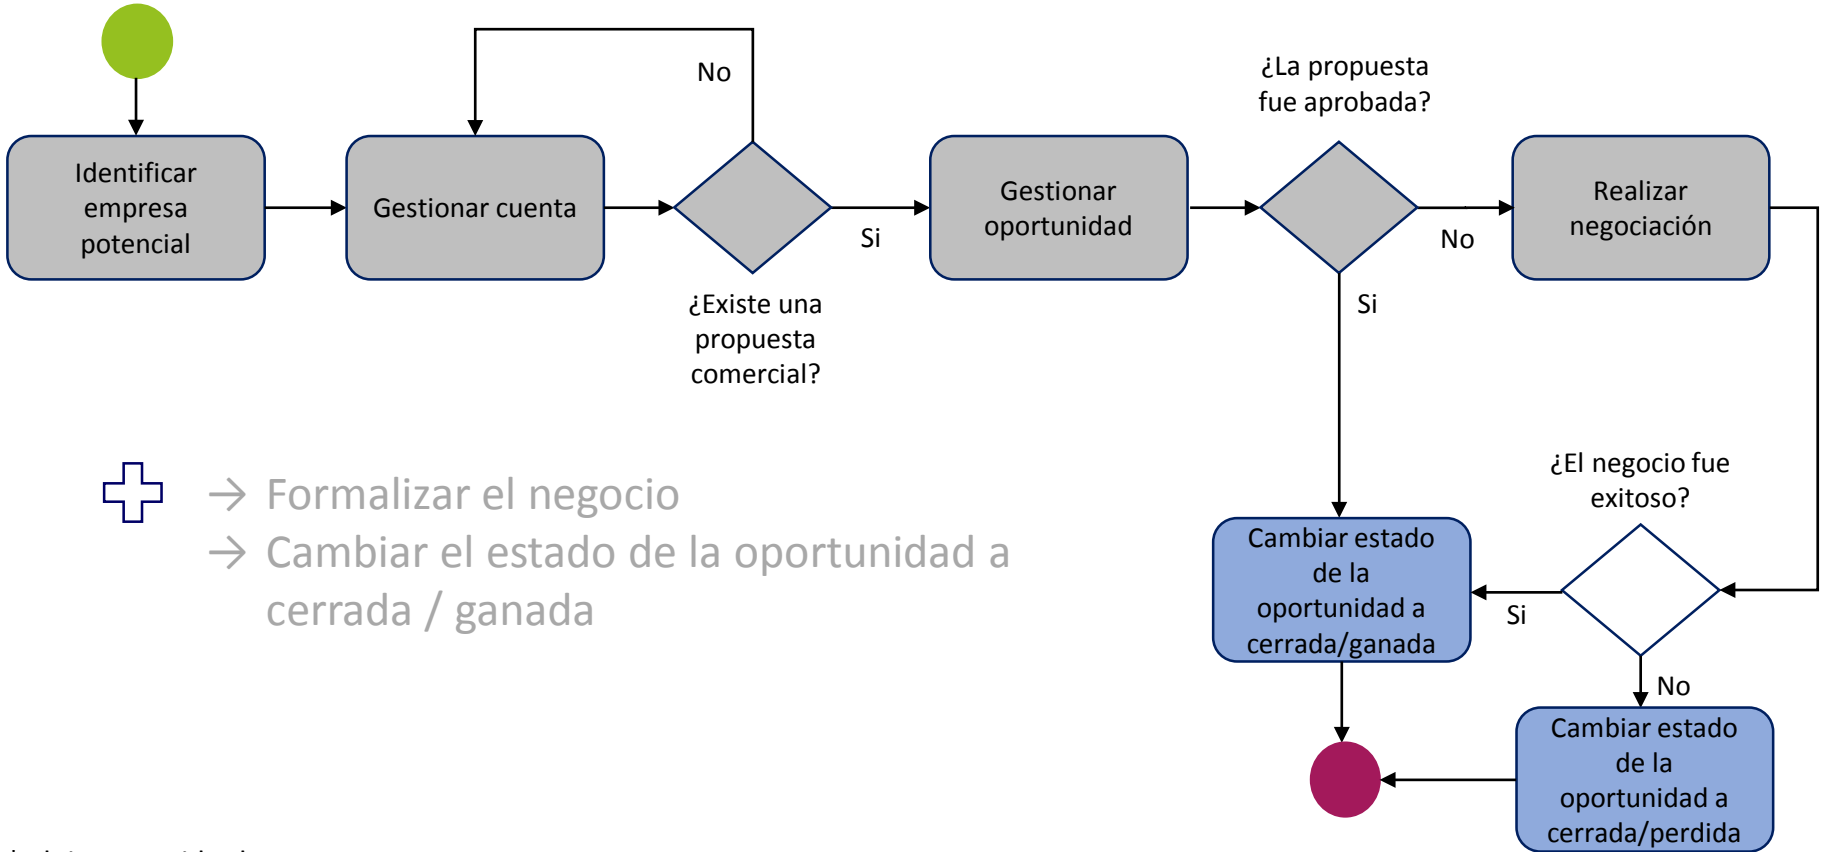 No
¿La propuesta
fue aprobada?
Identificar
empresa
potencial
Gestionar cuenta
Si
Gestionar
oportunidad
No
Realizar
negociación
¿Existe una
propuesta
comercial?
Si
¿El negocio fue
exitoso?
→ Formalizar el negocio
→ Cambiar el estado de la oportunidad a
cerrada / ganada
Cambiar estado
de la
oportunidad a
cerrada/ganada
Si
No
Cambiar estado
de la
oportunidad a
cerrada/perdida